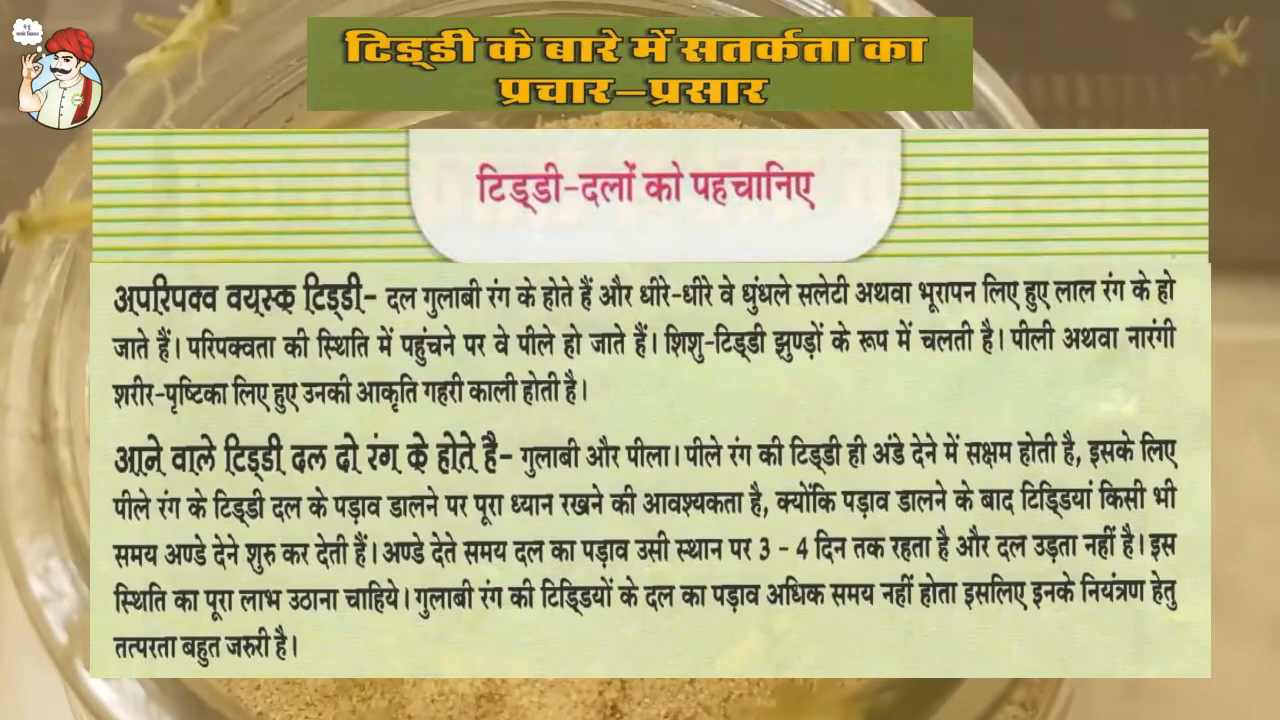 टिड्डी के बारे में सतर्कता का
प्रचार–प्रसार
टिड्डी-दलों को पहचानिए
अपरिपक्व वयस्क टिड्डी- दल गुलाबी रंग के होते हैं और धीरे-धीरे वे धुंधले सलेटी अथवा भूरापन लिए हुए लाल रंग के हो
जाते हैं। परिपक्वता की स्थिति में पहुंचने पर वे पीले हो जाते हैं। शिशु-टिड्डी झुण्ड़ों के रूप में चलती है। पीली अथवा नारंगी
शरीर-पृष्टिका लिए हुए उनकी आकृति गहरी काली होती है।
आने वाले टिड्डी दल दो रंग के होते है- गुलाबी और पीला। पीले रंग की टिड्डी ही अंडे देने में सक्षम होती है, इसके लिए
पीले रंग के टिड्डी दल के पड़ाव डालने पर पूरा ध्यान रखने की आवश्यकता है, क्योंकि पड़ाव डालने के बाद टिड्डियां किसी भी
समय अण्डे देने शुरु कर देती हैं। अण्डे देते समय दल का पड़ाव उसी स्थान पर 3 - 4 दिन तक रहता है और दल उड़ता नहीं है। इस
स्थिति का पूरा लाभ उठाना चाहिये। गुलाबी रंग की टिड्डियों के दल का पड़ाव अधिक समय नहीं होता इसलिए इनके नियंत्रण हेतु
तत्परता बहुत जरुरी है।